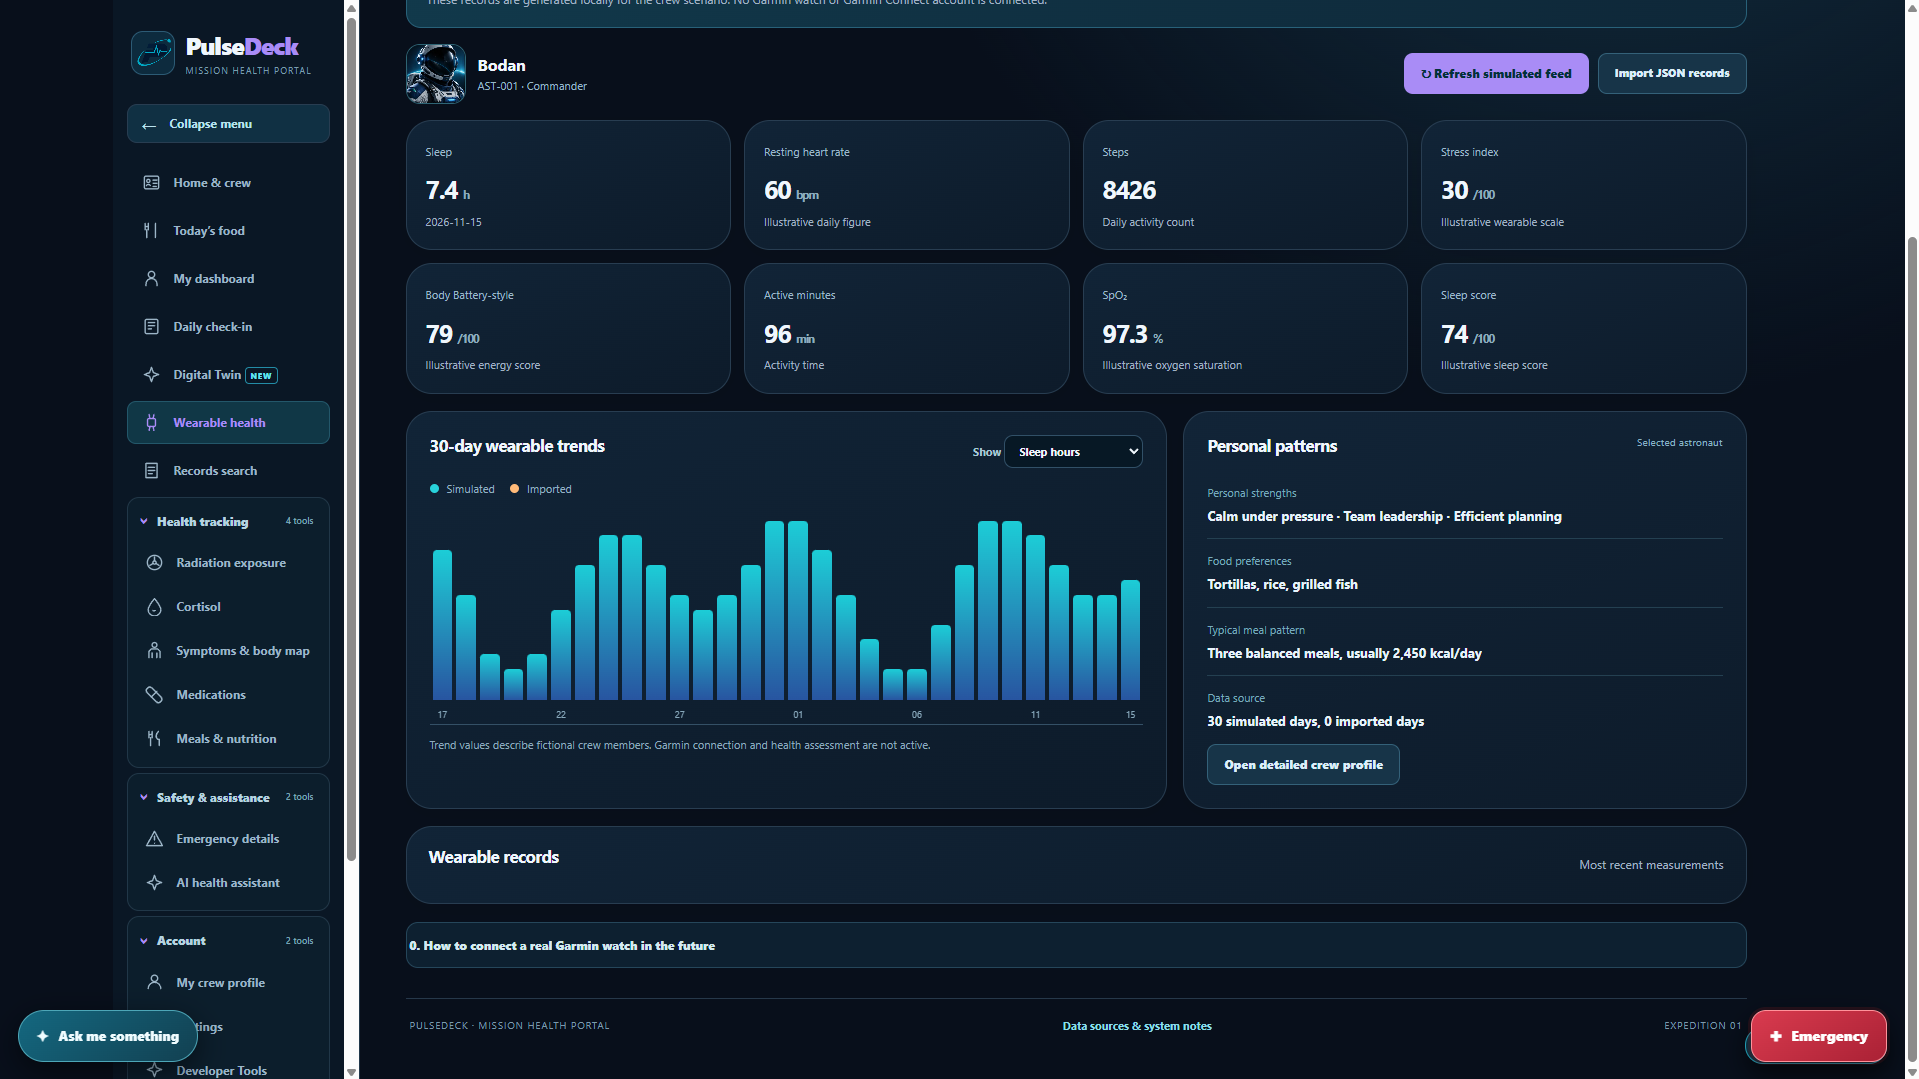 These records are generated locally for the crew scenario. No Garmin watch or Garmin Connect account is connected.
PulseDeck
MISSION HEALTH PORTAL
← Collapse menu
Home & crew
Today's food
My dashboard
Daily check-in
Digital Twin NEW
Wearable health
Records search
Health tracking 4 tools
Radiation exposure
Cortisol
Symptoms & body map
Medications
Meals & nutrition
Safety & assistance 2 tools
Emergency details
AI health assistant
Account 2 tools
My crew profile
tings
Developer Tools
✦ Ask me something
Bodan
AST-001 · Commander
↻ Refresh simulated feed
Import JSON records
Sleep
7.4 h
2026-11-15
Resting heart rate
60 bpm
Illustrative daily figure
Steps
8426
Daily activity count
Stress index
30 /100
Illustrative wearable scale
Body Battery-style
79 /100
Illustrative energy score
Active minutes
96 min
Activity time
SpO₂
97.3 %
Illustrative oxygen saturation
Sleep score
74 /100
Illustrative sleep score
30-day wearable trends
Show Sleep hours
Simulated Imported
17 22 27 01 06 11 15
Trend values describe fictional crew members. Garmin connection and health assessment are not active.
Personal patterns
Selected astronaut
Personal strengths
Calm under pressure · Team leadership · Efficient planning
Food preferences
Tortillas, rice, grilled fish
Typical meal pattern
Three balanced meals, usually 2,450 kcal/day
Data source
30 simulated days, 0 imported days
Open detailed crew profile
Wearable records
Most recent measurements
0. How to connect a real Garmin watch in the future
PULSEDECK · MISSION HEALTH PORTAL
Data sources & system notes
EXPEDITION 01
✚ Emergency